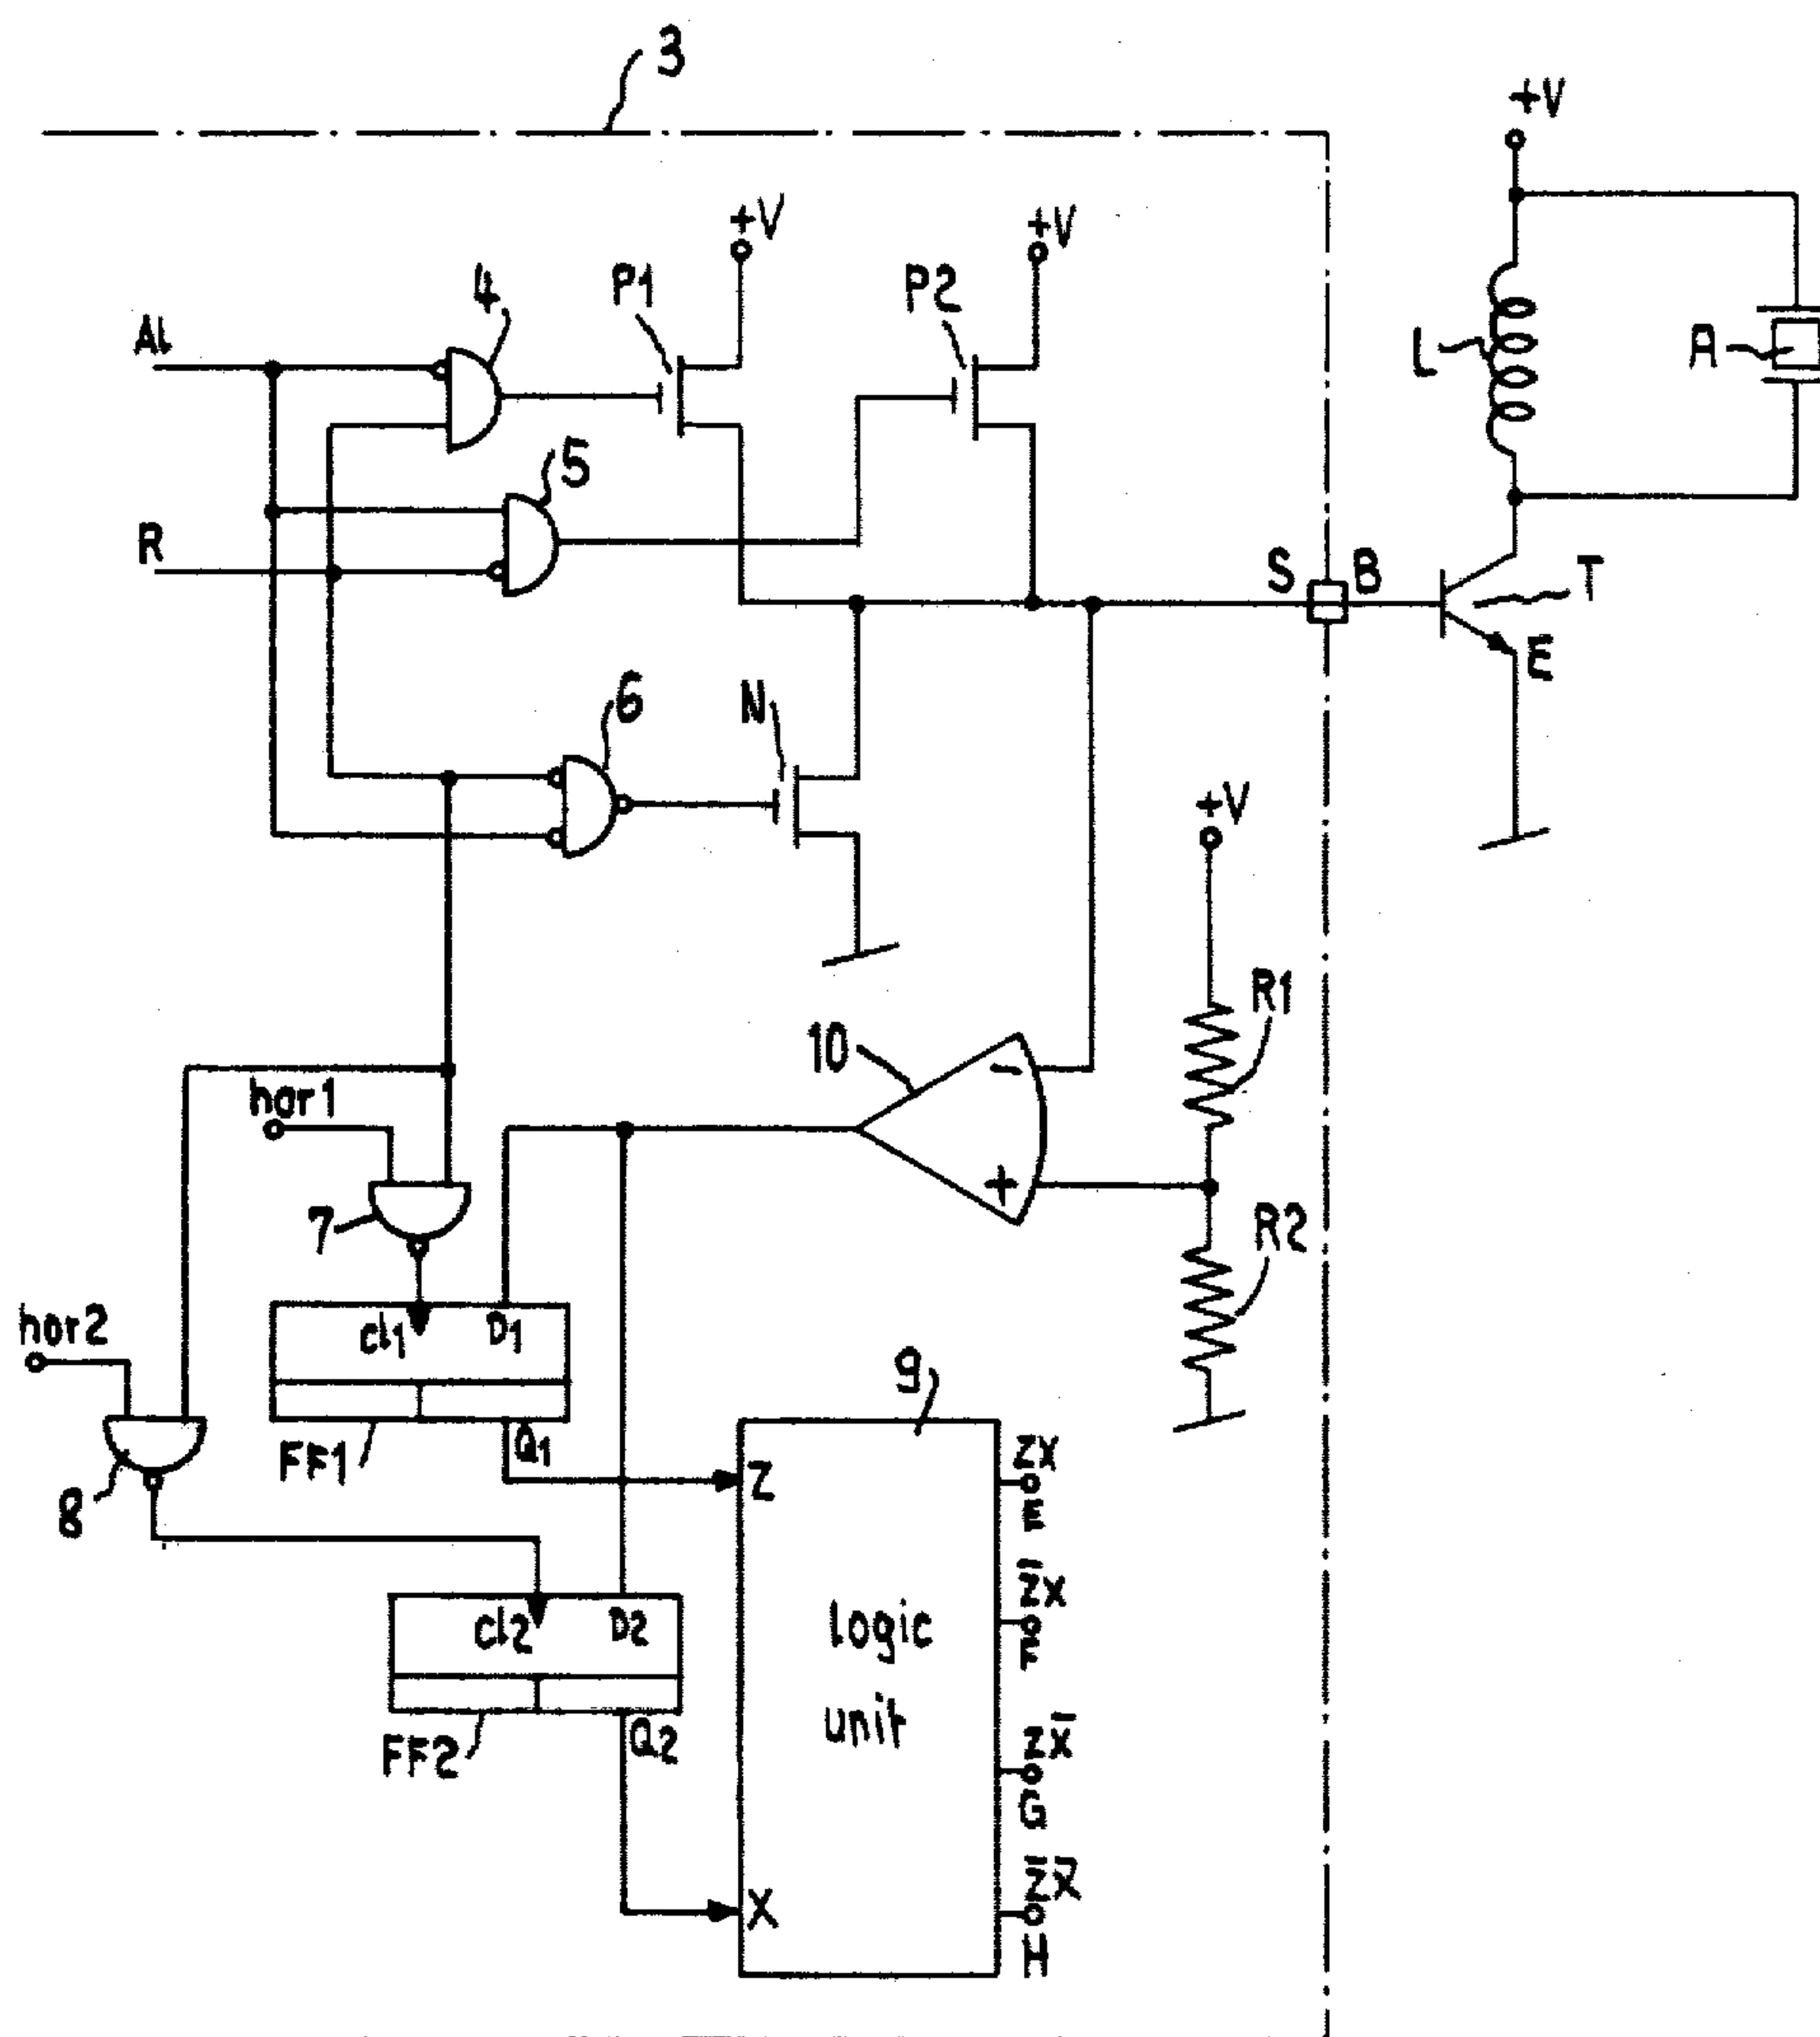 3
+V
+V
+V
4
P1
P2
Al
L
A
5
R
S
B
T
E
6
N
+V
R1
10
-
hor1
+
7
R2
hor2
cl1
D1
9
FF1
Q1
8
Z
ZX
E
Z̅X
F
cl2
D2
logic
unit
FF2
Q2
ZX̅
G
X
Z̅X̅
H